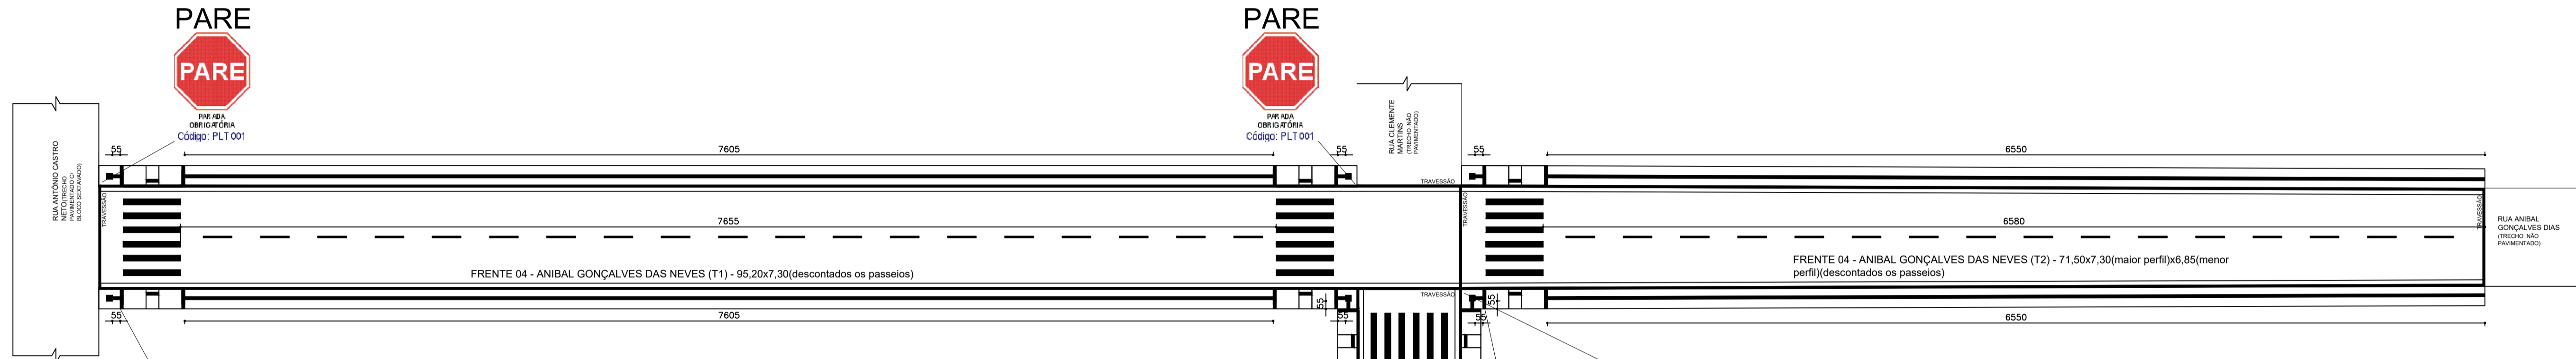 PARE
PARE
PARADA
OBRIGATÓRIA
Código: PLT 001
PARE
PARE
PARADA
OBRIGATÓRIA
Código: PLT 001
RUA ANTÔNIO CASTRO
NETO(TRECHO
PAVIMENTADO C/
BLOCO SEXTAVADO)
RUA CLEMENTE
MARTINS
(TRECHO NÃO
PAVIMENTADO)
55
7605
55
55
6550
TRAVESSÃO
TRAVESSÃO
TRAVESSÃO
TRAVESSÃO
7655
6580
RUA ANIBAL
GONÇALVES DIAS
(TRECHO NÃO
PAVIMENTADO)
FRENTE 04 - ANIBAL GONÇALVES DAS NEVES (T1) - 95,20x7,30(descontados os passeios)
FRENTE 04 - ANIBAL GONÇALVES DAS NEVES (T2) - 71,50x7,30(maior perfil)x6,85(menor
perfil)(descontados os passeios)
TRAVESSÃO
55
55
55
7605
55
55
6550